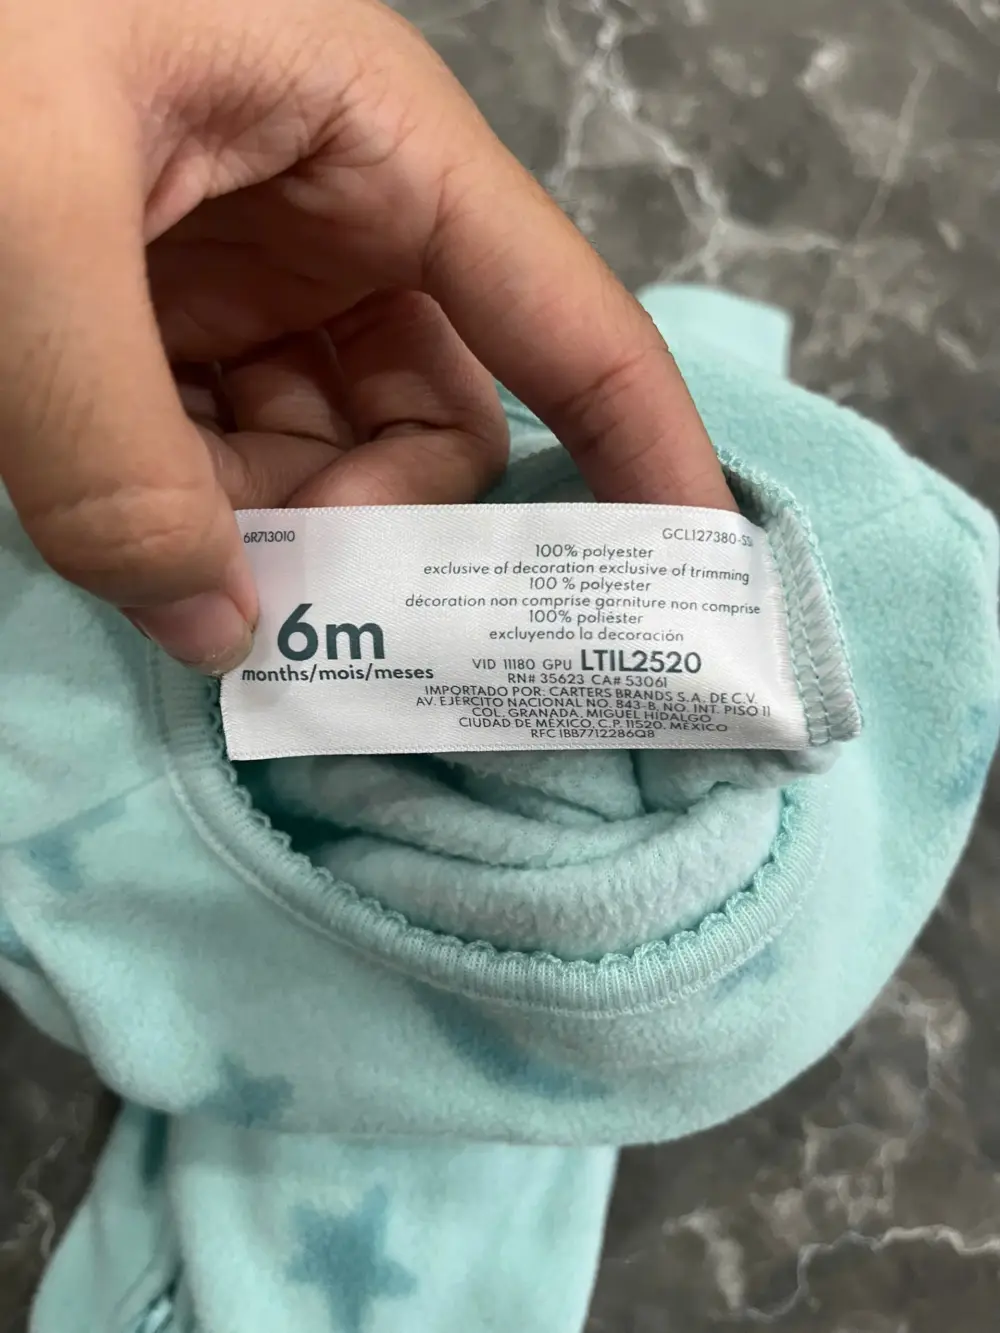 6R713010
GCL127380-SS
100% polyester
exclusive of decoration exclusive of trimming
100 % polyester
décoration non comprise garniture non comprise
100% poliéster
excluyendo la decoración
6m
months/mois/meses
VID 11180 GPU LTIL2520
RN# 35623 CA# 53061
IMPORTADO POR: CARTERS BRANDS S.A. DE C.V.
AV. EJÉRCITO NACIONAL NO. 843-B, NO. INT. PISO 11
COL. GRANADA, MIGUEL HIDALGO
CIUDAD DE MÉXICO, C.P. 11520. MÉXICO
RFC IBB7712286Q8